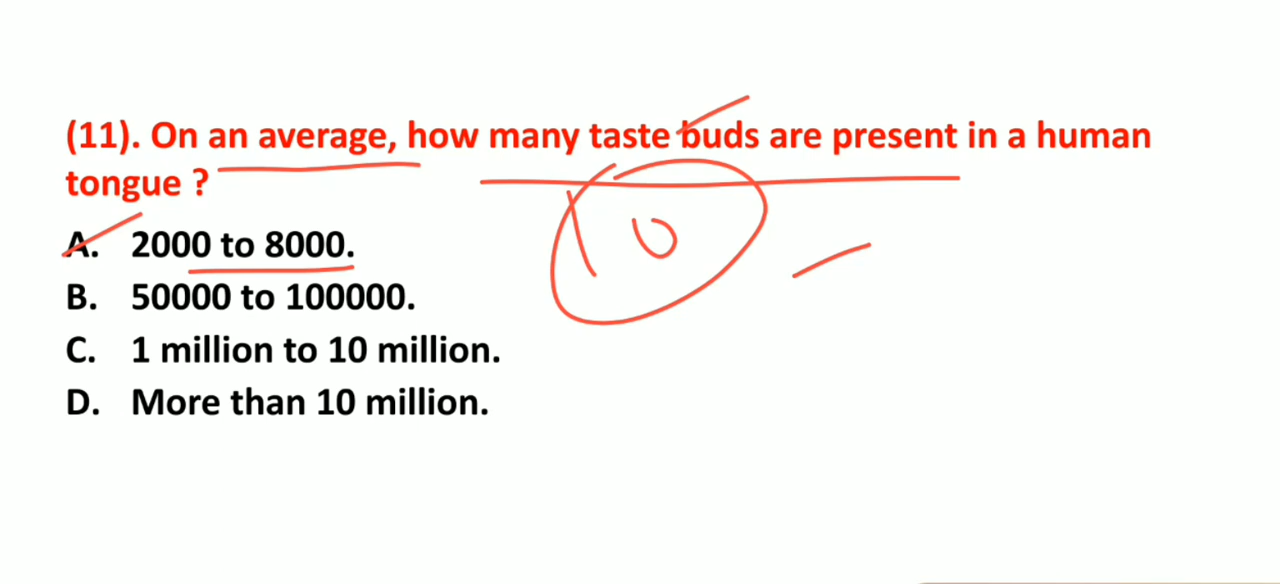 (11). On an average, how many taste buds are present in a human
tongue ?
A. 2000 to 8000.
B. 50000 to 100000.
C. 1 million to 10 million.
D. More than 10 million.
10